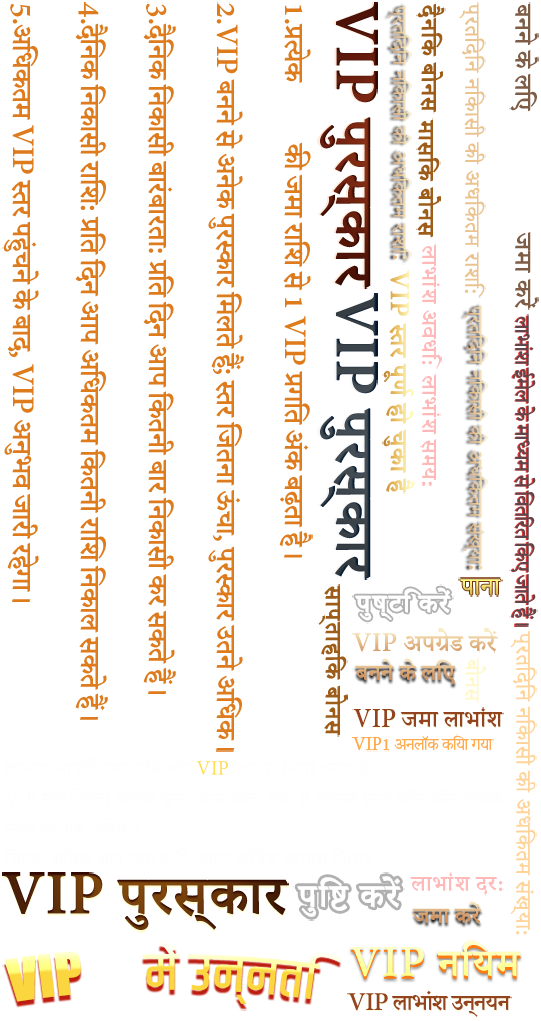 बनने के लिए
जमा करें
लाभांश ईमेल के माध्यम से वितरित किए जाते हैं।
प्रतिदिन निकासी की अधिकतम संख्या:
प्रतिदिन निकासी की अधिकतम राशि:
प्रतिदिन निकासी की अधिकतम संख्या:
पाना
दैनिक बोनस
मासिक बोनस
लाभांश अवधि:
लाभांश समय:
प्रतिदिन निकासी की अधिकतम राशि:
VIP स्तर पूर्ण हो चुका है
VIP पुरस्कार
VIP पुरस्कार
साप्ताहिक बोनस
1.प्रत्येक की जमा राशि से 1 VIP प्राप्ति अंक बढ़ता है।
2.VIP बनने से अनेक पुरस्कार मिलते हैं; स्तर जितना ऊंचा, पुरस्कार उतने अधिक।
3.दैनिक निकासी बारंबारता: प्रति दिन आप कितनी बार निकासी कर सकते हैं।
4.दैनिक निकासी राशि: प्रति दिन आप अधिकतम कितनी राशि निकाल सकते हैं।
5.अधिकतम VIP स्तर पहुंचने के बाद, VIP अनुभव जारी रहेगा।
पुष्टि करें
VIP अपग्रेड करें
बोनस
बनने के लिए
VIP जमा लाभांश
VIP1 अनलॉक किया गया
VIP
VIP पुरस्कार
पुष्टि करें
लाभांश दर:
जमा करे
VIP में उन्नति
VIP नियम
VIP लाभांश उन्नयन